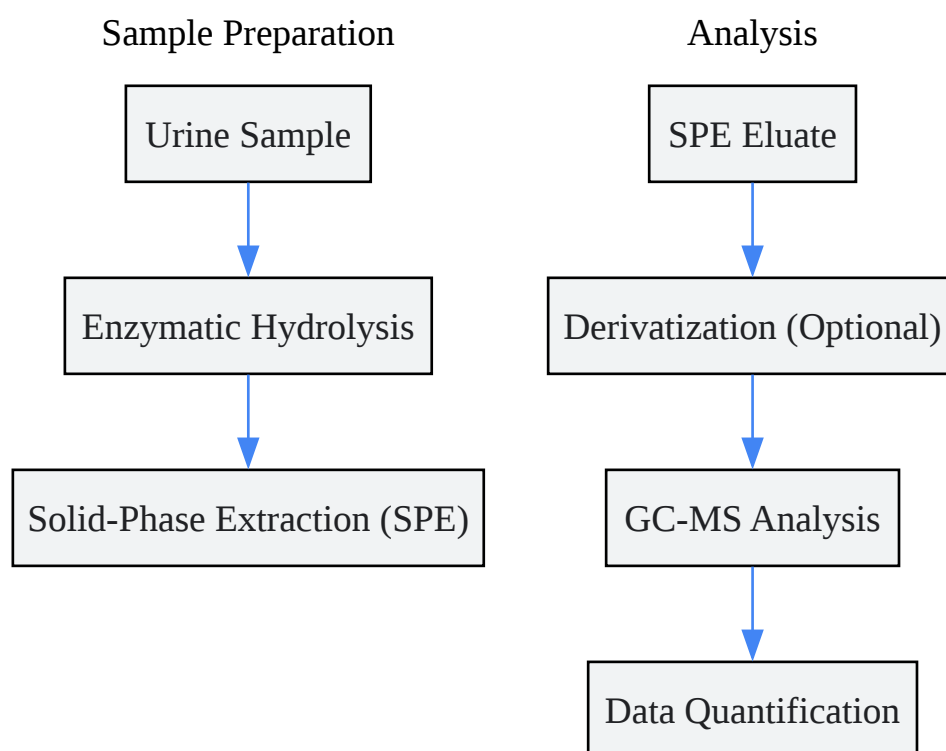 Sample Preparation
Urine Sample
Enzymatic Hydrolysis
Solid-Phase Extraction (SPE)
Analysis
SPE Eluate
Derivatization (Optional)
GC-MS Analysis
Data Quantification